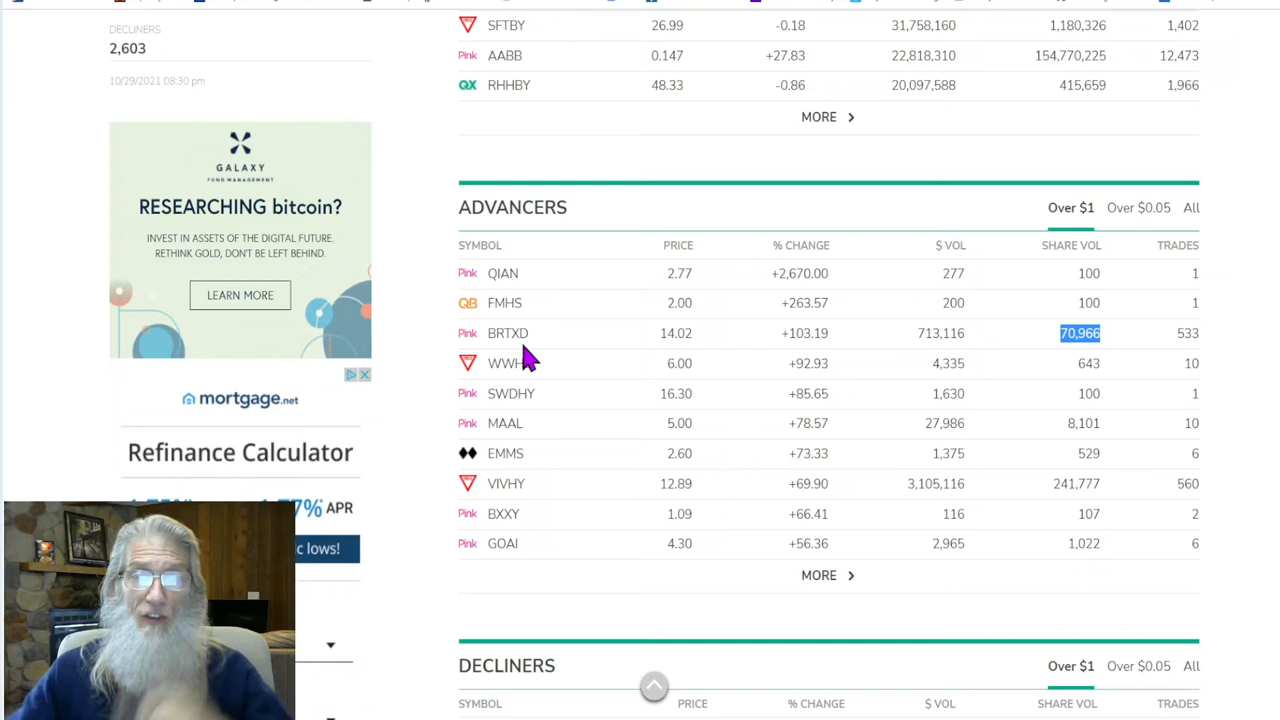 DECLINERS
2,603
10/29/2021 08:30 pm
SFTBY 26.99 -0.18 31,758,160 1,180,326 1,402
Pink AABB 0.147 +27.83 22,818,310 154,770,225 12,473
QX RHHBY 48.33 -0.86 20,097,588 415,659 1,966
MORE
GALAXY
FUND MANAGEMENT
RESEARCHING bitcoin?
INVEST IN ASSETS OF THE DIGITAL FUTURE.
RETHINK GOLD, DON'T BE LEFT BEHIND.
LEARN MORE
mortgage.net
Refinance Calculator
APR
lows!
ADVANCERS Over $1 Over $0.05 All
SYMBOL PRICE % CHANGE $ VOL SHARE VOL TRADES
Pink QIAN 2.77 +2,670.00 277 100 1
QB FMHS 2.00 +263.57 200 100 1
Pink BRTXD 14.02 +103.19 713,116 70,966 533
6.00 +92.93 4,335 643 10
Pink SWDHY 16.30 +85.65 1,630 100 1
Pink MAAL 5.00 +78.57 27,986 8,101 10
EMMS 2.60 +73.33 1,375 529 6
VIVHY 12.89 +69.90 3,105,116 241,777 560
Pink BXXY 1.09 +66.41 116 107 2
Pink GOAI 4.30 +56.36 2,965 1,022 6
MORE
DECLINERS Over $1 Over $0.05 All
SYMBOL PRICE % CHANGE $ VOL SHARE VOL TRADES